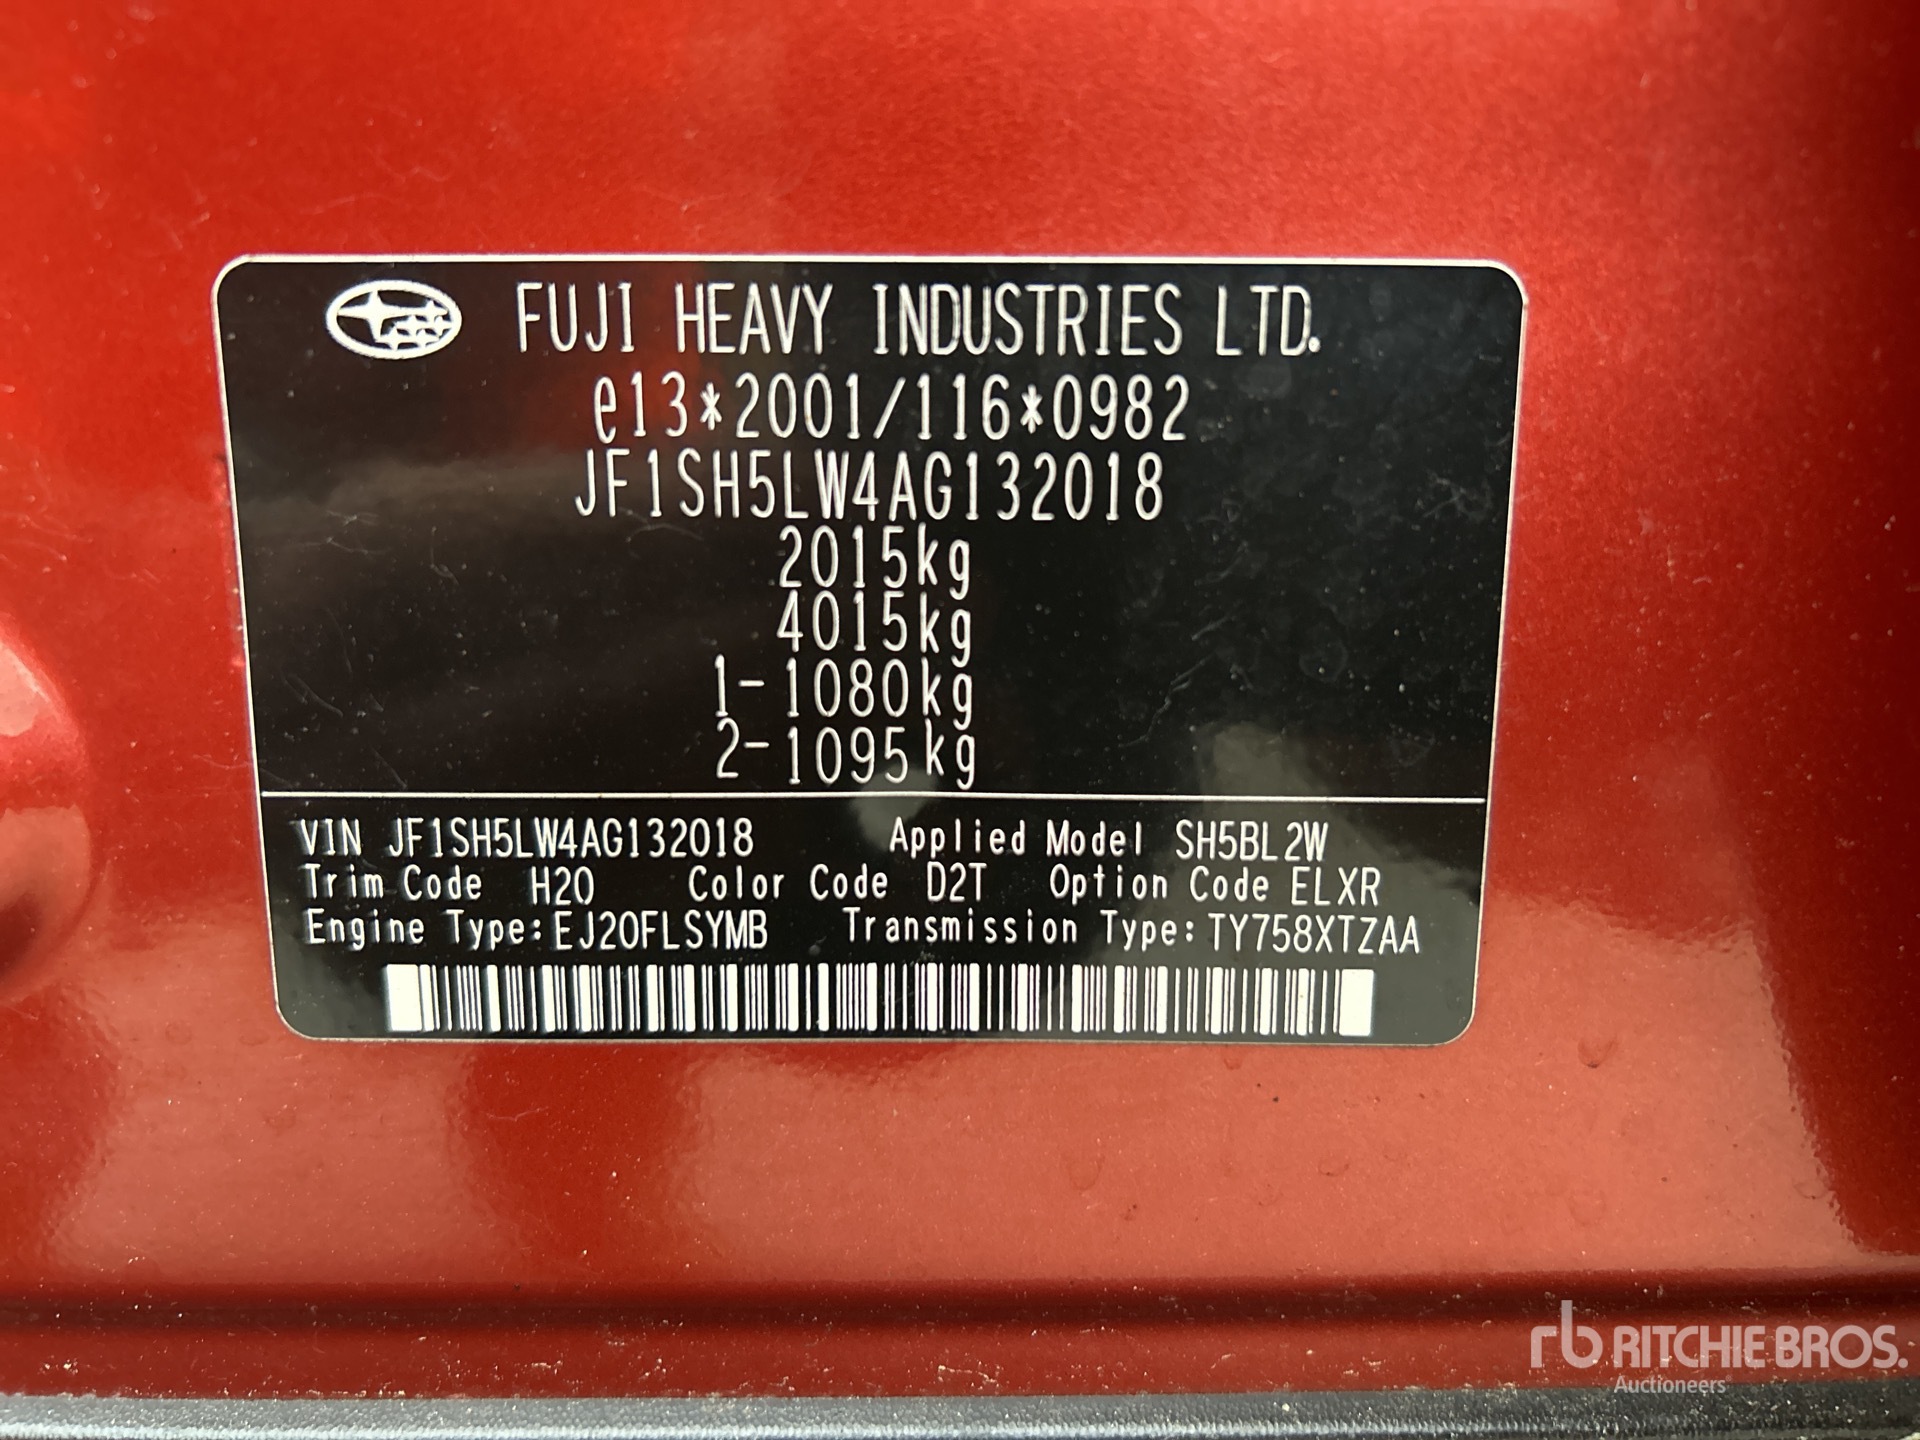 FUJI HEAVY INDUSTRIES LTD.
e13*2001/116*0982
JF1SH5LW4AG132018
2015kg
4015kg
1-1080kg
2-1095kg
VIN JF1SH5LW4AG132018 Applied Model SH5BL2W
Trim Code H20 Color Code D2T Option Code ELXR
Engine Type:EJ20FLSYMB Transmission Type:TY758XTZAA
rb RITCHIE BROS.
Auctioneers